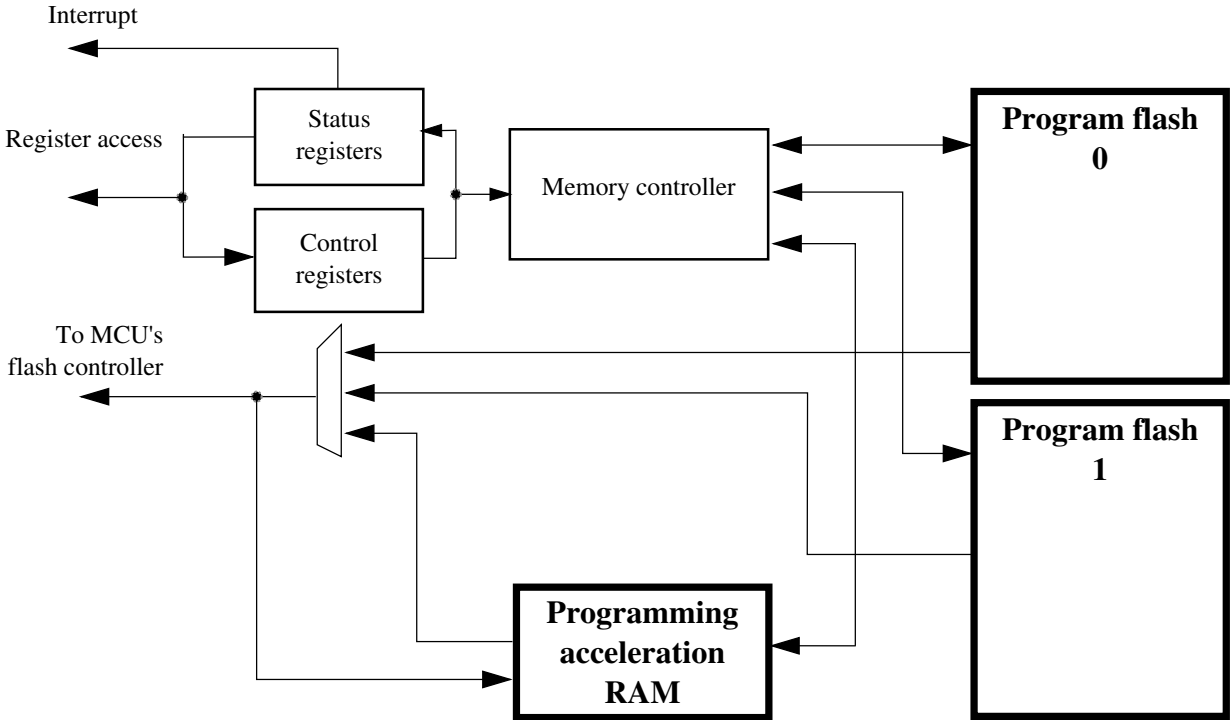 Interrupt
Register access
Status
registers
Control
registers
Memory controller
Program flash
0
To MCU's
flash controller
Program flash
1
Programming
acceleration
RAM